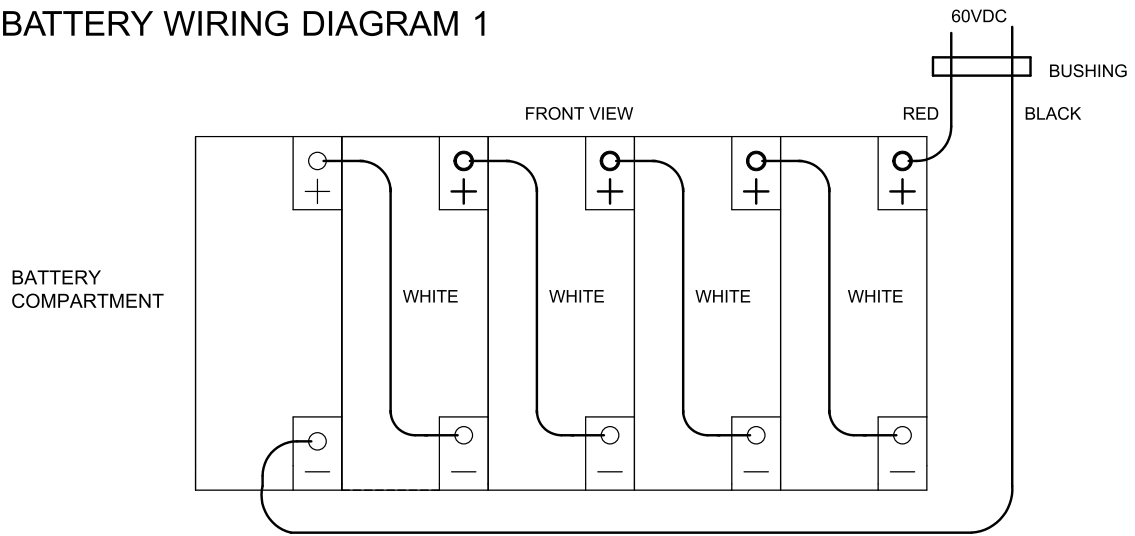 BATTERY WIRING DIAGRAM 1
60VDC
BUSHING
FRONT VIEW
RED
BLACK
+ + + + +
BATTERY
COMPARTMENT
WHITE WHITE WHITE WHITE
− − − − −